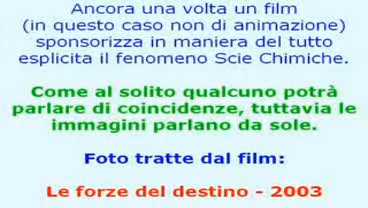 Ancora una volta un film
(in questo caso non di animazione)
sponsorizza in maniera del tutto
esplicita il fenomeno Scie Chimiche.
Come al solito qualcuno potrà
parlare di coincidenze, tuttavia le
immagini parlano da sole.
Foto tratte dal film:
Le forze del destino - 2003